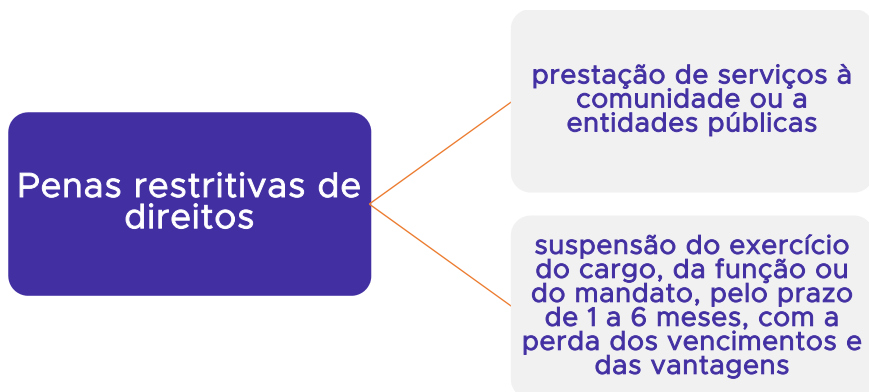 Penas restritivas de
direitos
prestação de serviços à
comunidade ou a
entidades públicas
suspensão do exercício
do cargo, da função ou
do mandato, pelo prazo
de 1 a 6 meses, com a
perda dos vencimentos e
das vantagens